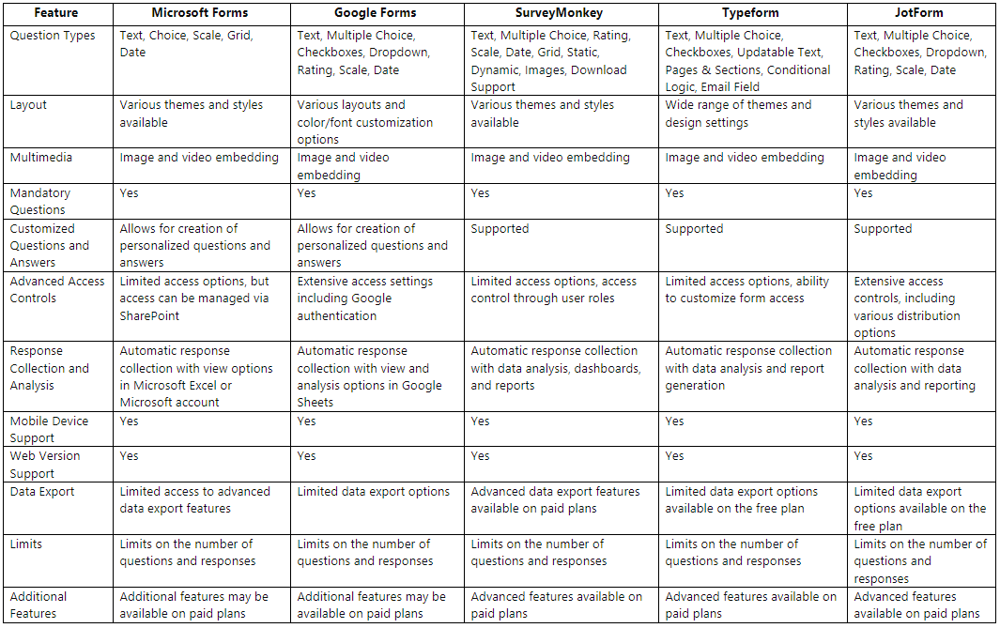 Feature Microsoft Forms Google Forms SurveyMonkey Typeform JotForm
Question Types Text, Choice, Scale, Grid, Text, Multiple Choice, Text, Multiple Choice, Rating, Text, Multiple Choice, Text, Multiple Choice,
Date Checkboxes, Dropdown, Scale, Date, Grid, Static, Checkboxes, Updatable Text, Checkboxes, Dropdown,
Rating, Scale, Date Dynamic, Images, Download Pages & Sections, Conditional Rating, Scale, Date
Support Logic, Email Field
Layout Various themes and styles Various layouts and Various themes and styles Wide range of themes and Various themes and
available color/font customization available design settings styles available
options
Multimedia Image and video embedding Image and video Image and video embedding Image and video embedding Image and video
embedding embedding
Mandatory Yes Yes Yes Yes Yes
Questions
Customized Allows for creation of Allows for creation of Supported Supported Supported
Questions and personalized questions and personalized questions and
Answers answers answers
Advanced Access Limited access options, but Extensive access settings Limited access options, access Limited access options, ability Extensive access
Controls access can be managed via including Google control through user roles to customize form access controls, including
SharePoint authentication various distribution
options
Response Automatic response Automatic response Automatic response collection Automatic response collection Automatic response
Collection and collection with view options collection with view and with data analysis, dashboards, with data analysis and report collection with data
Analysis in Microsoft Excel or analysis options in Google and reports generation analysis and reporting
Microsoft account Sheets
Mobile Device Yes Yes Yes Yes Yes
Support
Web Version Yes Yes Yes Yes Yes
Support
Data Export Limited access to advanced Limited data export options Advanced data export features Limited data export options Limited data export
data export features available on paid plans available on the free plan options available on the
free plan
Limits Limits on the number of Limits on the number of Limits on the number of Limits on the number of Limits on the number of
questions and responses questions and responses questions and responses questions and responses questions and
responses
Additional Additional features may be Additional features may be Advanced features available on Advanced features available on Advanced features
Features available on paid plans available on paid plans paid plans paid plans available on paid plans